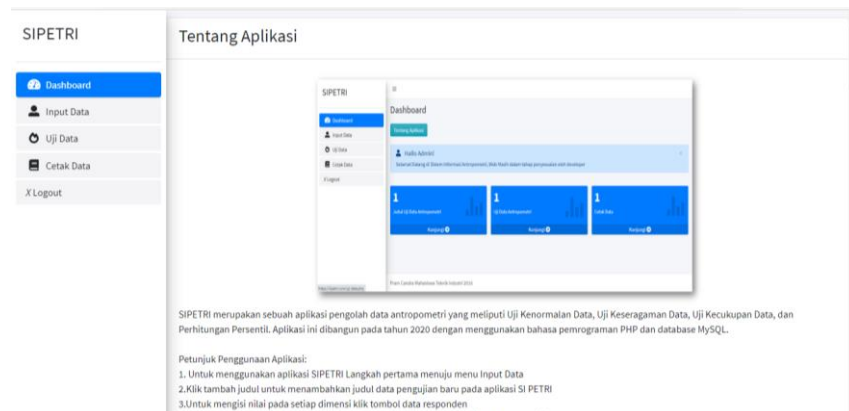 SIPETRI
Tentang Aplikasi
Dashboard
Input Data
Uji Data
Cetak Data
X Logout
SIPETRI
Dashboard
Dashboard
Tentang Aplikasi
Input Data
Uji Data
Cetak Data
X Logout
Hallo Admin!
1
1
1
Kunjungi
Kunjungi
Kunjungi
SIPETRI merupakan sebuah aplikasi pengolah data antropometri yang meliputi Uji Kenormalan Data, Uji Keseragaman Data, Uji Kecukupan Data, dan
Perhitungan Persentil. Aplikasi ini dibangun pada tahun 2020 dengan menggunakan bahasa pemrograman PHP dan database MySQL.
Petunjuk Penggunaan Aplikasi:
1. Untuk menggunakan aplikasi SIPETRI Langkah pertama menuju menu Input Data
2.Klik tambah judul untuk menambahkan judul data pengujian baru pada aplikasi SI PETRI
3.Untuk mengisi nilai pada setiap dimensi klik tombol data responden